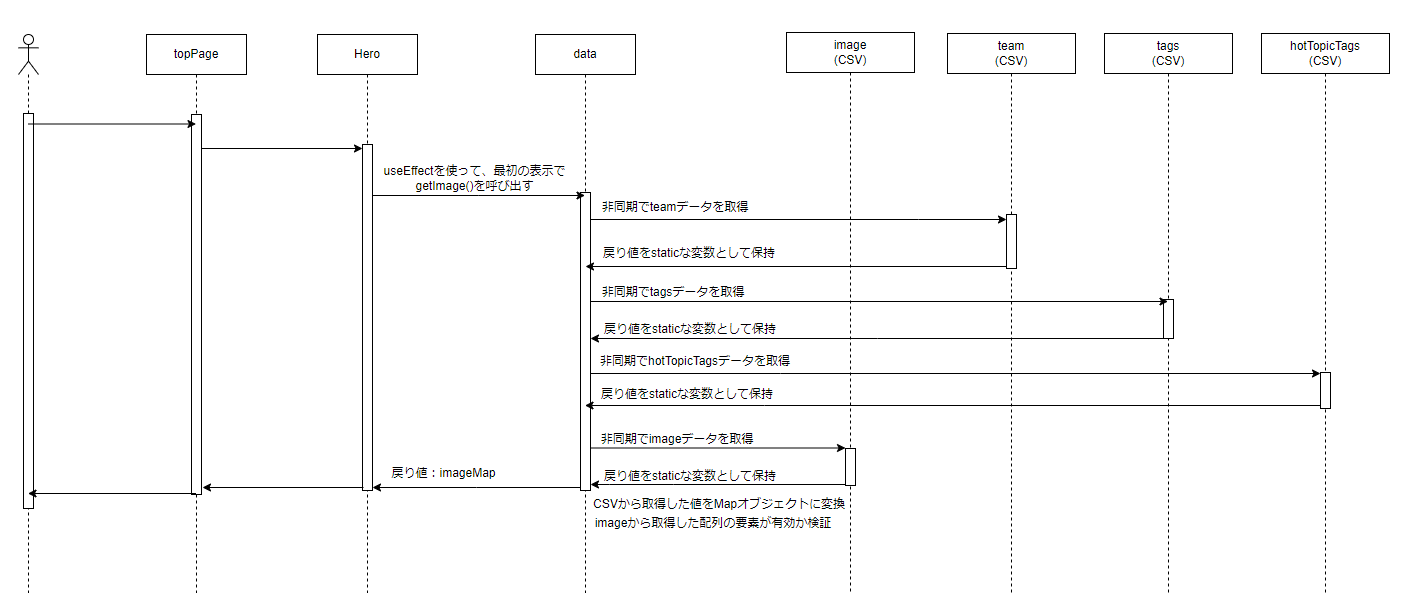 topPage
Hero
data
image
(CSV)
team
(CSV)
tags
(CSV)
hotTopicTags
(CSV)
useEffectを使って、最初の表示で
getImage()を呼び出す
非同期でteamデータを取得
戻り値をstaticな変数として保持
非同期でtagsデータを取得
戻り値をstaticな変数として保持
非同期でhotTopicTagsデータを取得
戻り値をstaticな変数として保持
非同期でimageデータを取得
戻り値：imageMap
戻り値をstaticな変数として保持
CSVから取得した値をMapオブジェクトに変換
imageから取得した配列の要素が有効か検証